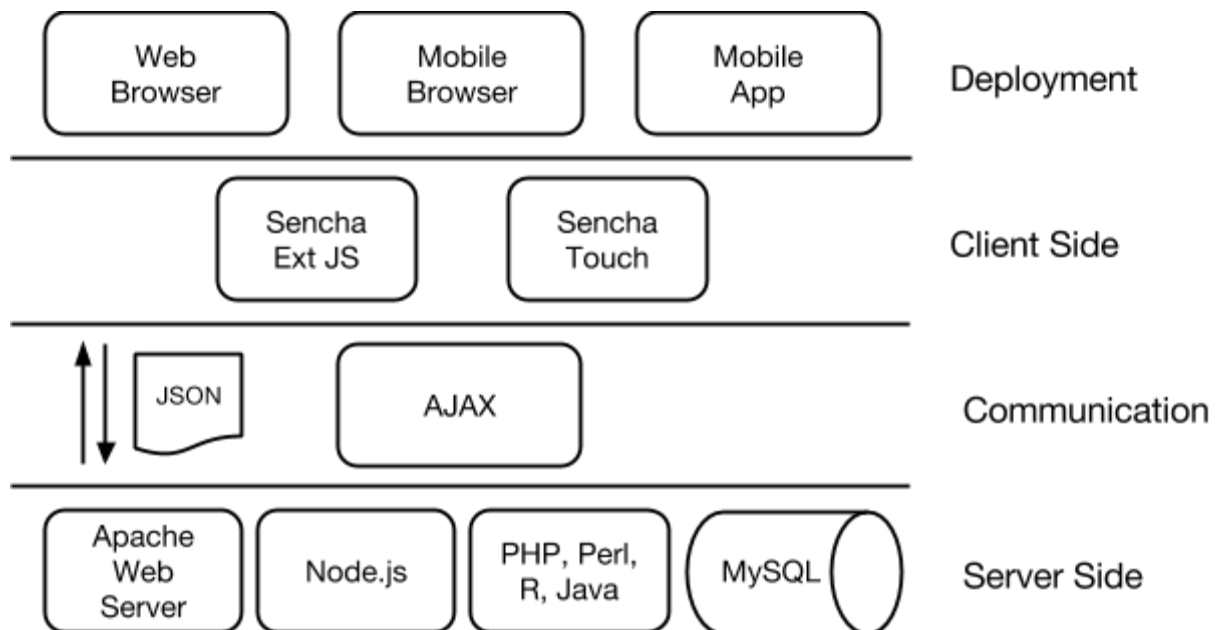 Web
Browser
Mobile
Browser
Mobile
App
Deployment
Sencha
Ext JS
Sencha
Touch
Client Side
JSON
AJAX
Communication
Apache
Web
Server
Node.js
PHP, Perl,
R, Java
MySQL
Server Side